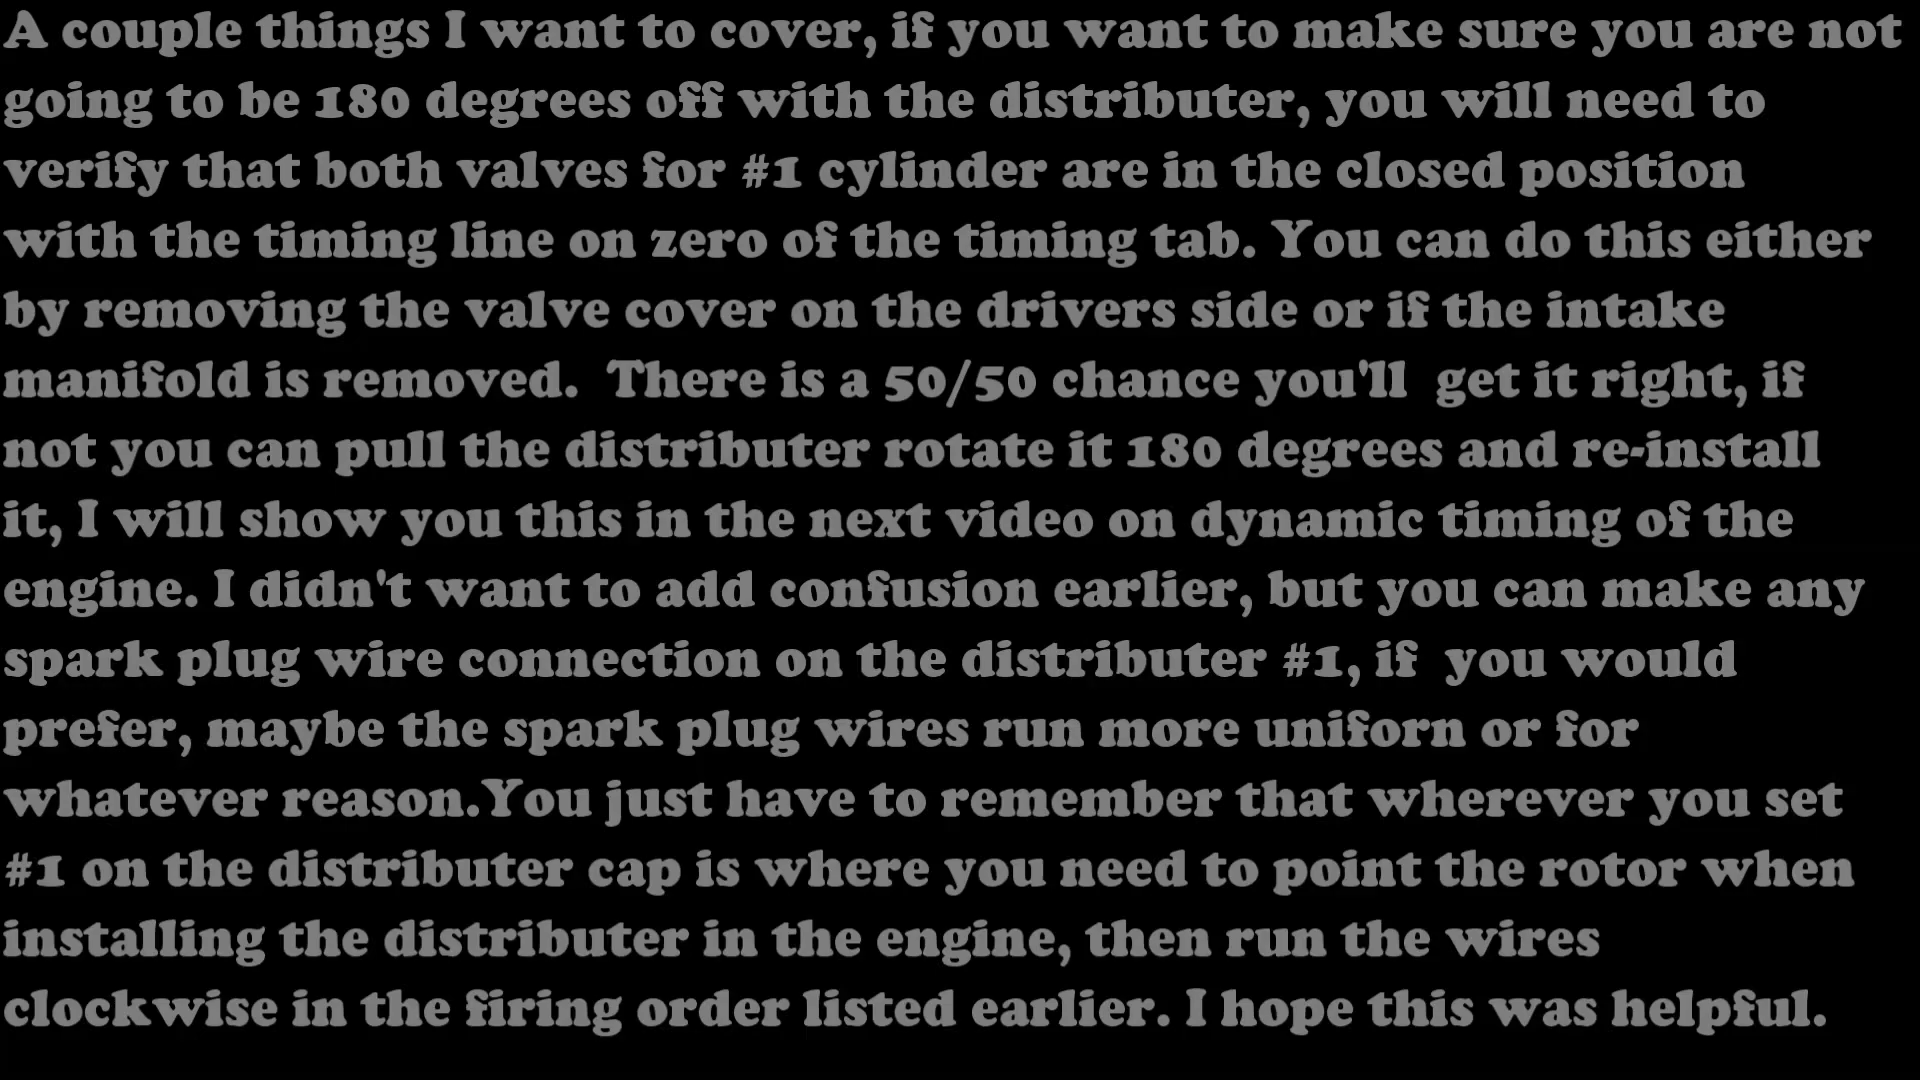 A couple things I want to cover, if you want to make sure you are not
going to be 180 degrees off with the distributer, you will need to
verify that both valves for #1 cylinder are in the closed position
with the timing line on zero of the timing tab. You can do this either
by removing the valve cover on the drivers side or if the intake
manifold is removed.  There is a 50/50 chance you'll  get it right, if
not you can pull the distributer rotate it 180 degrees and re-install
it, I will show you this in the next video on dynamic timing of the
engine. I didn't want to add confusion earlier, but you can make any
spark plug wire connection on the distributer #1, if  you would
prefer, maybe the spark plug wires run more uniforn or for
whatever reason.You just have to remember that wherever you set
#1 on the distributer cap is where you need to point the rotor when
installing the distributer in the engine, then run the wires
clockwise in the firing order listed earlier. I hope this was helpful.